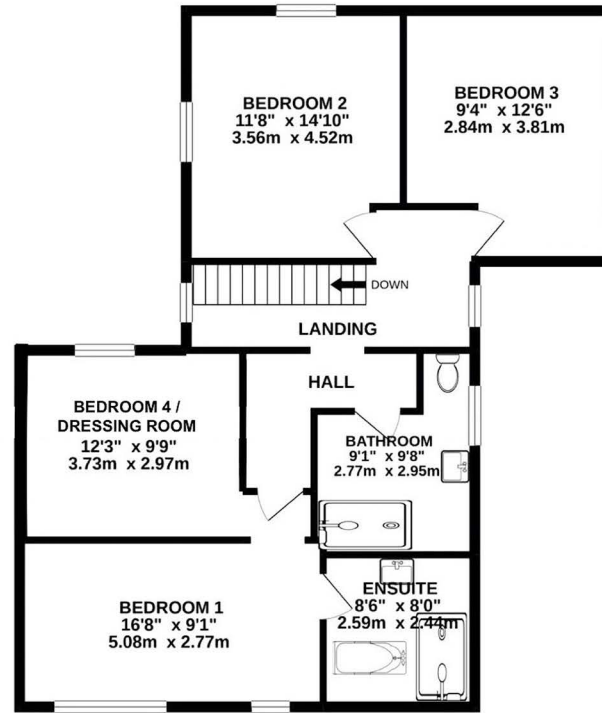 BEDROOM 2
11'8" x 14'10"
3.56m x 4.52m
BEDROOM 3
9'4" x 12'6"
2.84m x 3.81m
DOWN
LANDING
HALL
BEDROOM 4 /
DRESSING ROOM
12'3" x 9'9"
3.73m x 2.97m
BATHROOM
9'1" x 9'8"
2.77m x 2.95m
BEDROOM 1
16'8" x 9'1"
5.08m x 2.77m
ENSUITE
8'6" x 8'0"
2.59m x 2.44m